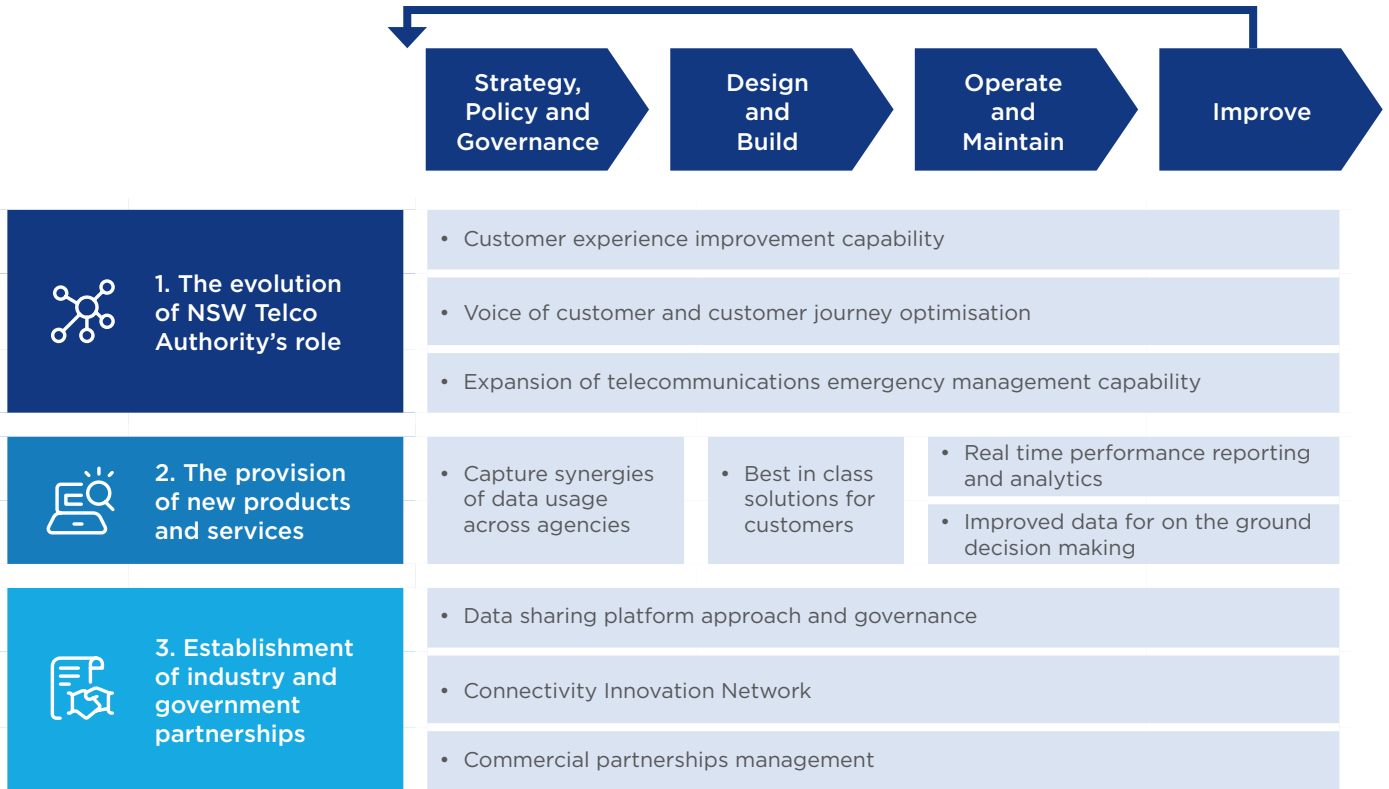 Strategy,
Policy and
Governance
Design
and
Build
Operate
and
Maintain
Improve
1. The evolution
of NSW Telco
Authority’s role
• Customer experience improvement capability
• Voice of customer and customer journey optimisation
• Expansion of telecommunications emergency management capability
2. The provision
of new products
and services
• Capture synergies
of data usage
across agencies
• Best in class
solutions for
customers
• Real time performance reporting
and analytics
• Improved data for on the ground
decision making
3. Establishment
of industry and
government
partnerships
• Data sharing platform approach and governance
• Connectivity Innovation Network
• Commercial partnerships management